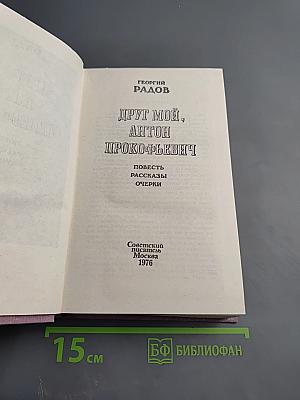 ГЕОРГИЙ
РАДОВ
ДРУГ МОЙ,
АНТОН
ПРОКОФЬЕВИЧ
ПОВЕСТЬ
РАССКАЗЫ
ОЧЕРКИ
Советский
писатель
Москва
1976
15 см
БФ БИБЛИОФАН